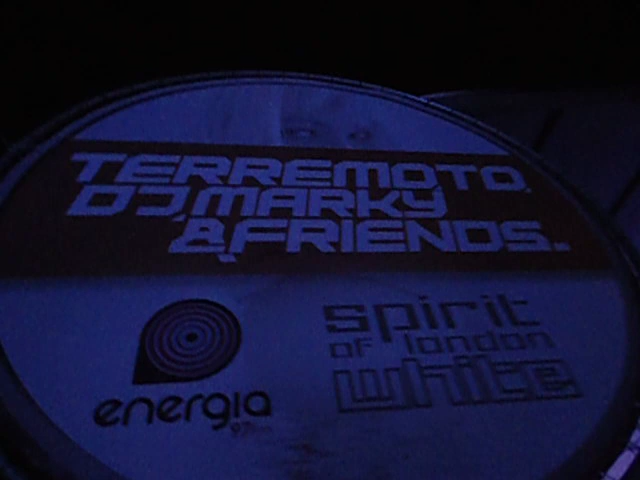 TERREMOTO.
DJ MARKY
& FRIENDS.
energia
spirit
of london
white